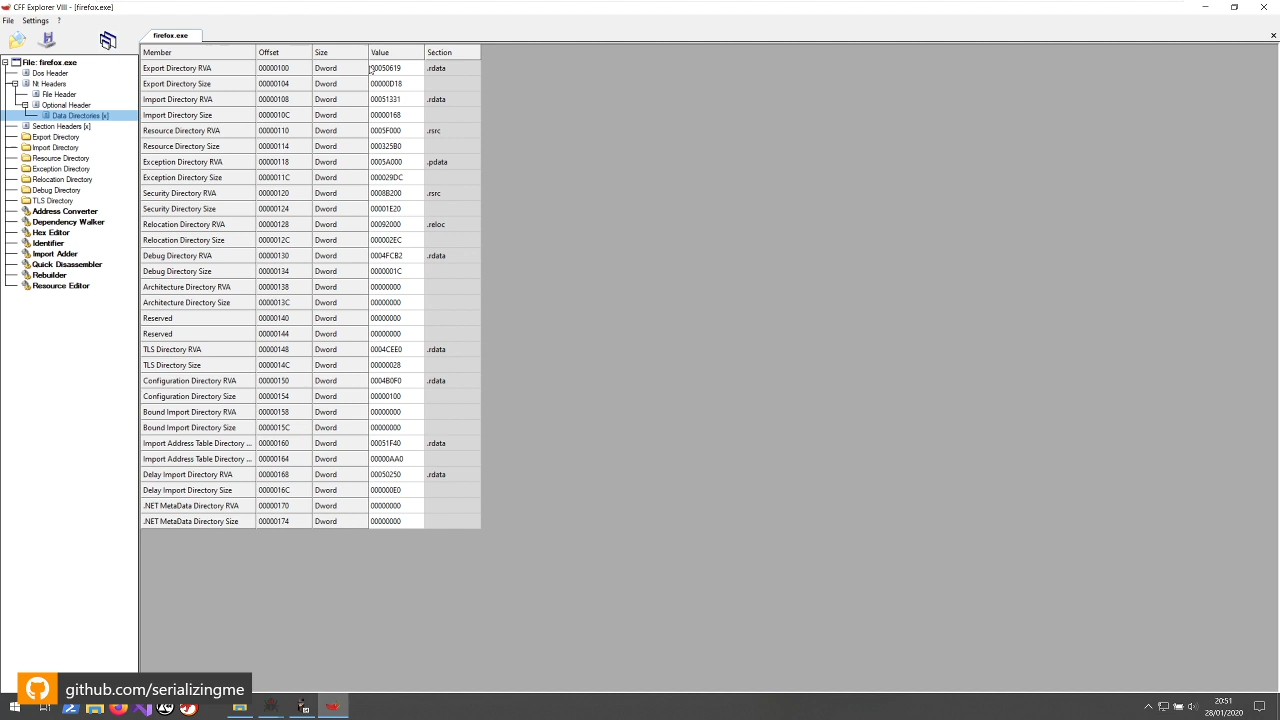 CFF Explorer VIII - [firefox.exe]
File Settings ?
firefox.exe
File: firefox.exe
Dos Header
Nt Headers
File Header
Optional Header
Data Directories [x]
Section Headers [x]
Export Directory
Import Directory
Resource Directory
Exception Directory
Relocation Directory
Debug Directory
TLS Directory
Address Converter
Dependency Walker
Hex Editor
Identifier
Import Adder
Quick Disassembler
Rebuilder
Resource Editor
Member Offset Size Value Section
Export Directory RVA 00000100 Dword 00050619 .rdata
Export Directory Size 00000104 Dword 00000D18
Import Directory RVA 00000108 Dword 00051331 .rdata
Import Directory Size 0000010C Dword 00000168
Resource Directory RVA 00000110 Dword 0005F000 .rsrc
Resource Directory Size 00000114 Dword 000325B0
Exception Directory RVA 00000118 Dword 0005A000 .pdata
Exception Directory Size 0000011C Dword 000029DC
Security Directory RVA 00000120 Dword 0008B200 .rsrc
Security Directory Size 00000124 Dword 00001E20
Relocation Directory RVA 00000128 Dword 00092000 .reloc
Relocation Directory Size 0000012C Dword 000002EC
Debug Directory RVA 00000130 Dword 0004FCB2 .rdata
Debug Directory Size 00000134 Dword 0000001C
Architecture Directory RVA 00000138 Dword 00000000
Architecture Directory Size 0000013C Dword 00000000
Reserved 00000140 Dword 00000000
Reserved 00000144 Dword 00000000
TLS Directory RVA 00000148 Dword 0004CEE0 .rdata
TLS Directory Size 0000014C Dword 00000028
Configuration Directory RVA 00000150 Dword 0004B0F0 .rdata
Configuration Directory Size 00000154 Dword 00000100
Bound Import Directory RVA 00000158 Dword 00000000
Bound Import Directory Size 0000015C Dword 00000000
Import Address Table Directory ... 00000160 Dword 00051F40 .rdata
Import Address Table Directory ... 00000164 Dword 00000AA0
Delay Import Directory RVA 00000168 Dword 00050250 .rdata
Delay Import Directory Size 0000016C Dword 000000E0
.NET MetaData Directory RVA 00000170 Dword 00000000
.NET MetaData Directory Size 00000174 Dword 00000000
github.com/serializingme
20:51
28/01/2020